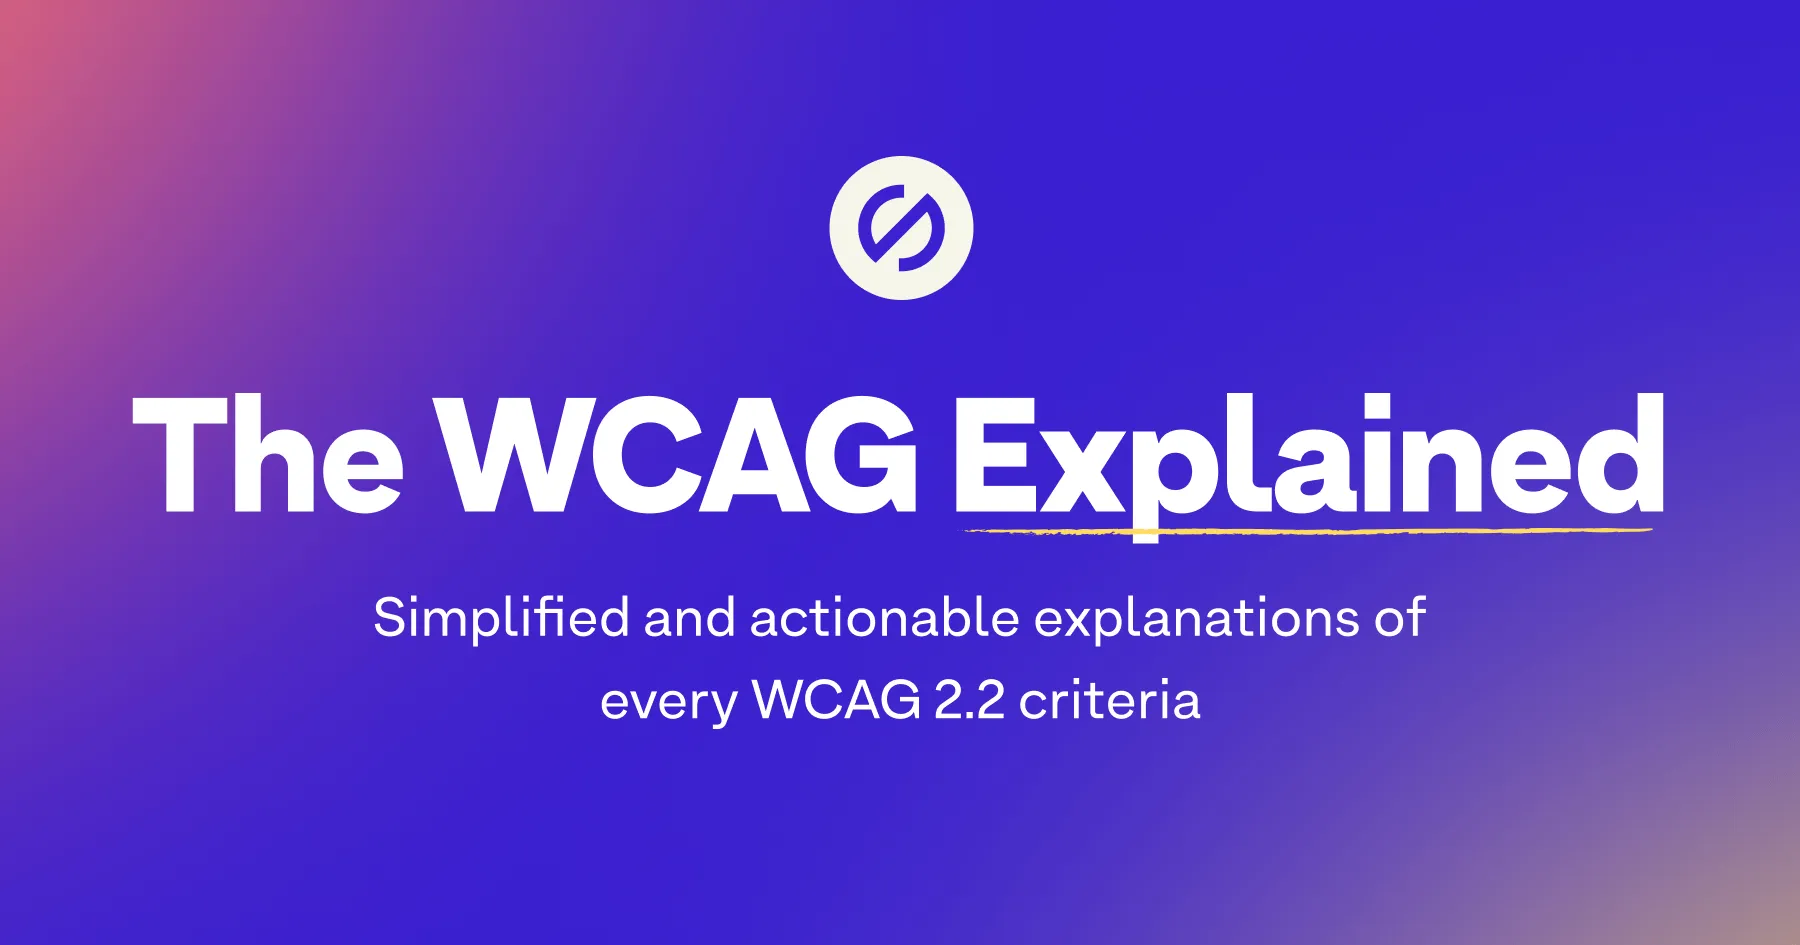 The WCAG Explained
Simplified and actionable explanations of
every WCAG 2.2 criteria